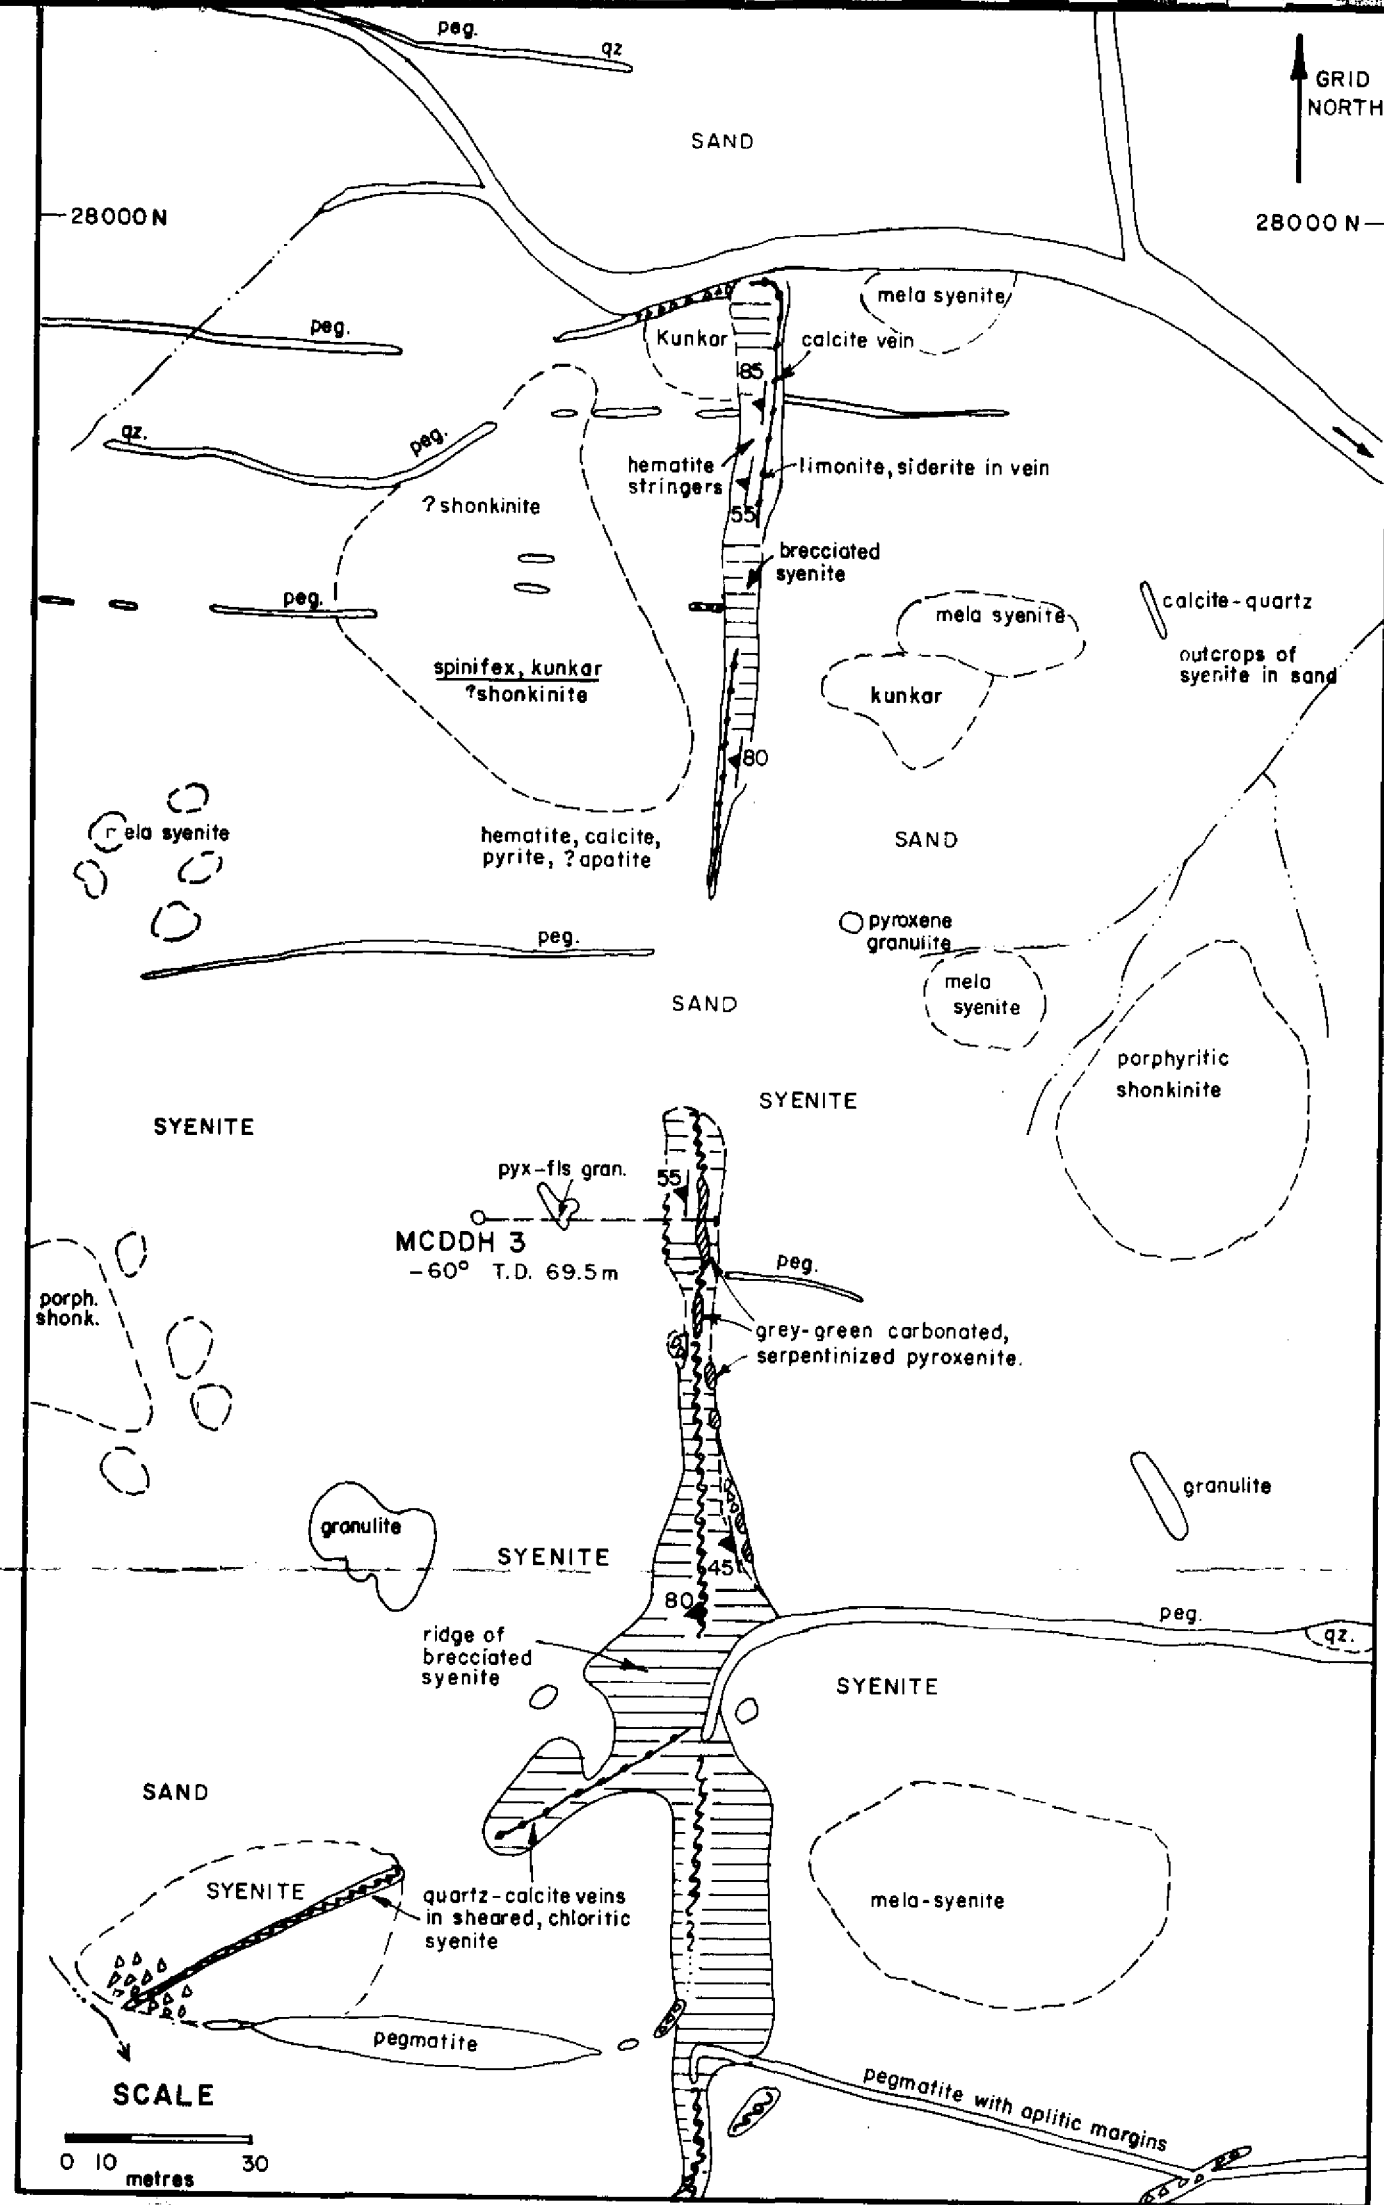 peg.
qz
GRID
NORTH
SAND
28000 N
28000 N
mela syenite
peg.
Kunkar
calcite vein
85
qz.
peg.
hematite
stringers
limonite, siderite in vein
? shonkinite
55
brecciated
syenite
peg.
mela syenite
calcite-quartz
outcrops of
syenite in sand
spinifex, kunkar
?shonkinite
kunkar
80
mela syenite
hematite, calcite,
pyrite, ? apatite
SAND
pyroxene
granulite
peg.
mela
syenite
SAND
porphyritic
shonkinite
SYENITE
SYENITE
pyx-fls gran.
55
MCDDH 3
-60° T.D. 69.5m
peg.
porph.
shonk.
grey-green carbonated,
serpentinized pyroxenite.
granulite
granulite
SYENITE
45
80
peg.
qz.
ridge of
brecciated
syenite
SYENITE
SAND
SYENITE
quartz-calcite veins
in sheared, chloritic
syenite
mela-syenite
pegmatite
pegmatite with aplitic margins
SCALE
0 10 30
metres